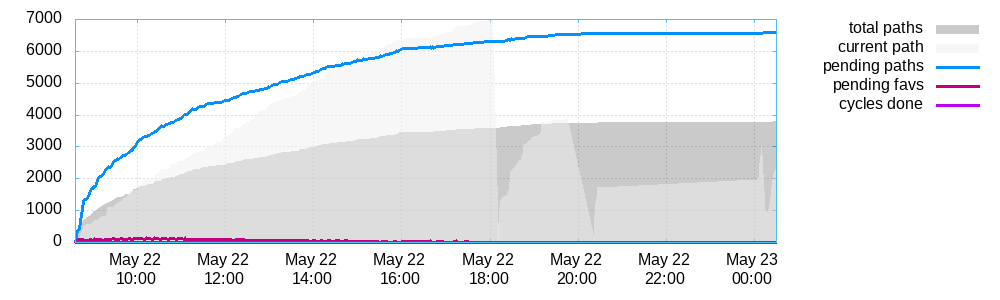 7000
6000
5000
4000
3000
2000
1000
0
May 22 May 22 May 22 May 22 May 22 May 22 May 22 May 23
10:00 12:00 14:00 16:00 18:00 20:00 22:00 00:00
total paths
current path
pending paths
pending favs
cycles done